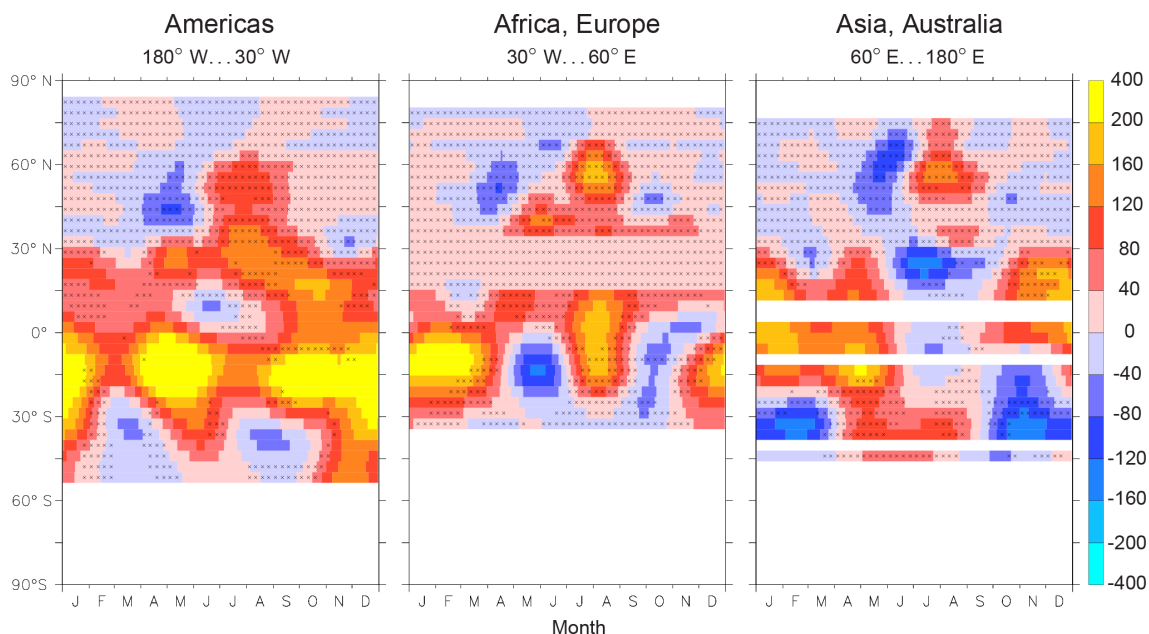 Americas
Africa, Europe
Asia, Australia
180° W...30° W
30° W...60° E
60° E...180° E
90° N
60° N
30° N
0°
30° S
60° S
90°S
J F M A M J J A S O N D
J F M A M J J A S O N D
J F M A M J J A S O N D
Month
400
200
160
120
80
40
0
-40
-80
-120
-160
-200
-400